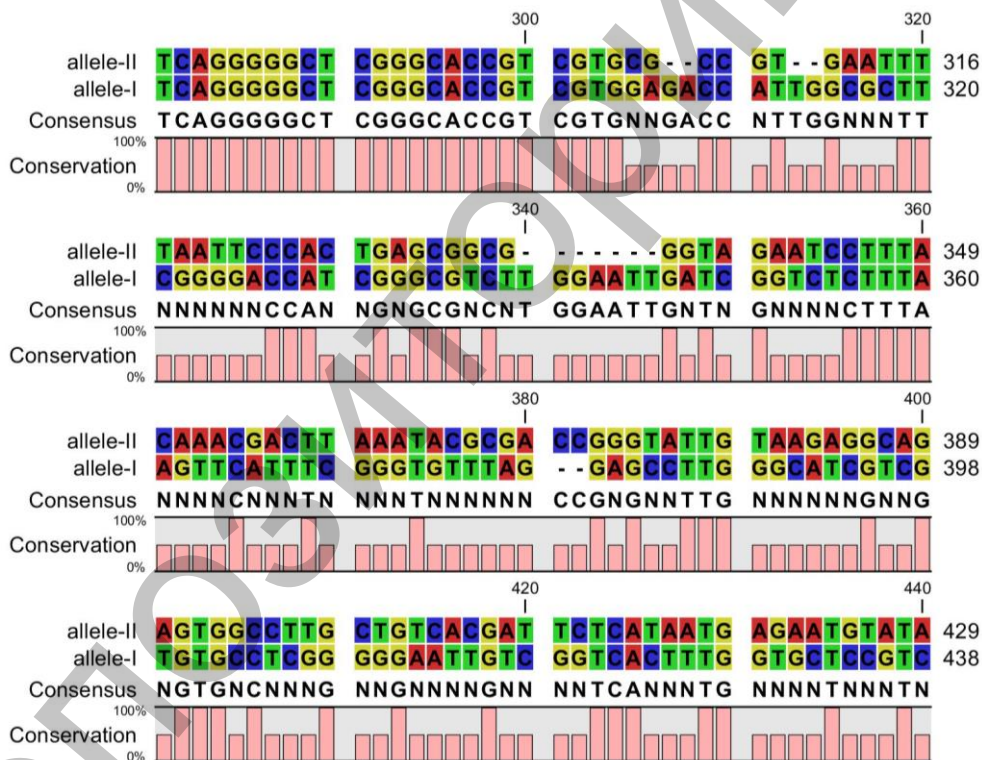 300 320
allele-II TCAGGGGGCT CGGGCACCGT CGTGCG--CC GT--GAATTT 316
allele-I TCAGGGGGCT CGGGCACCGT CGTGGAGACC ATTGGCGCTT 320
Consensus TCAGGGGGCT CGGGCACCGT CGTGNNGACC NTTGGNNNTT
100%
Conservation
0%
340 360
allele-II TAATTCCCAC TGAGCGGCG- ------GGTA GAATCCTTTA 349
allele-I CGGGGACCAT CGGGCGTCTT GGAATTGATC GGTCTCTTTA 360
Consensus NNNNNNCCAN NGNGCGNCNT GGAATTGNTN GNNNNCTTTA
100%
Conservation
0%
380 400
allele-II CAAACGACTT AAATACGCGA CCGGGTATTG TAAGAGGCAG 389
allele-I AGTTCATTTC GGGTGTTTAG --GAGCCTTG GGCATCGTCG 398
Consensus NNNNCNNNTN NNNTNNNNNN CCGNGNNTTG NNNNNNGNNG
100%
Conservation
0%
420 440
allele-II AGTGGCCTTG CTGTCACGAT TCTCATAATG AGAATGTATA 429
allele-I TGTGCCTCGG GGGAATTGTC GGTCACTTTG GTGCTCCGTC 438
Consensus NGTGNCNNNG NNGNNNNGNN NNTCANNNTG NNNNTNNNTN
100%
Conservation
0%
позитори